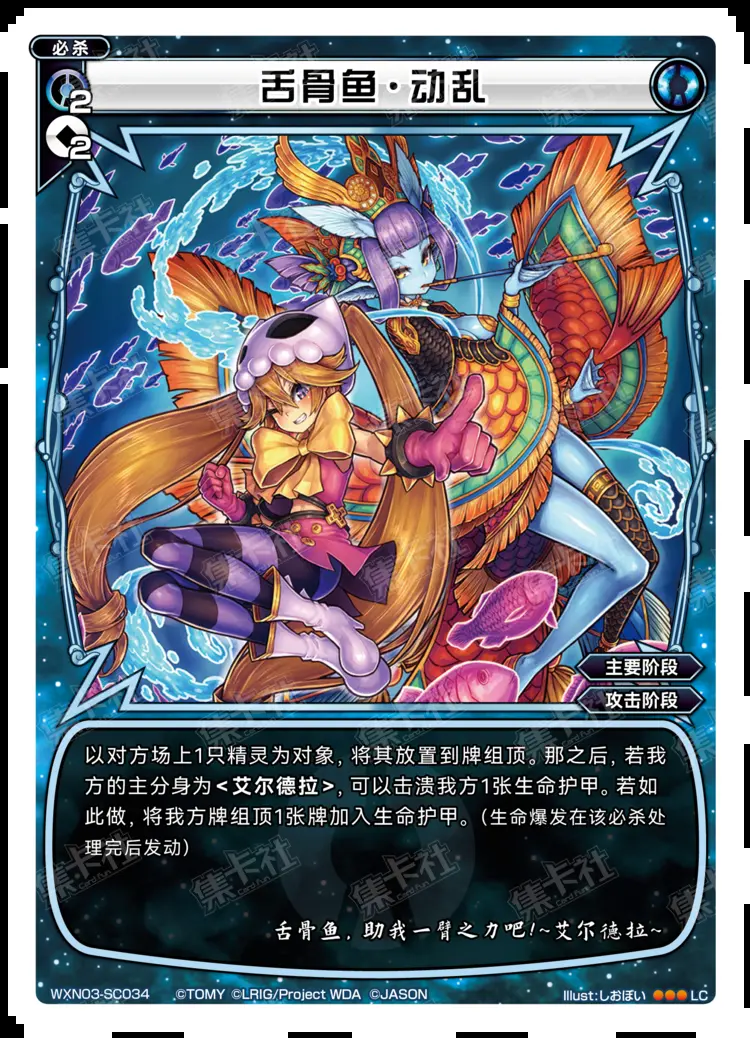 必杀
舌骨鱼·动乱
2
2
主要阶段
攻击阶段
以对方场上1只精灵为对象，将其放置到牌组顶。那之后，若我
方的主分身为<艾尔德拉>，可以击溃我方1张生命护甲。若如
此做，将我方牌组顶1张牌加入生命护甲。（生命爆发在该必杀处
理完后发动）
舌骨鱼，助我一臂之力吧！~艾尔德拉~
WXN03-SC034 ©TOMY ©LRIG/Project WDA ©JASON
Illust:しおぼい LC
集卡社